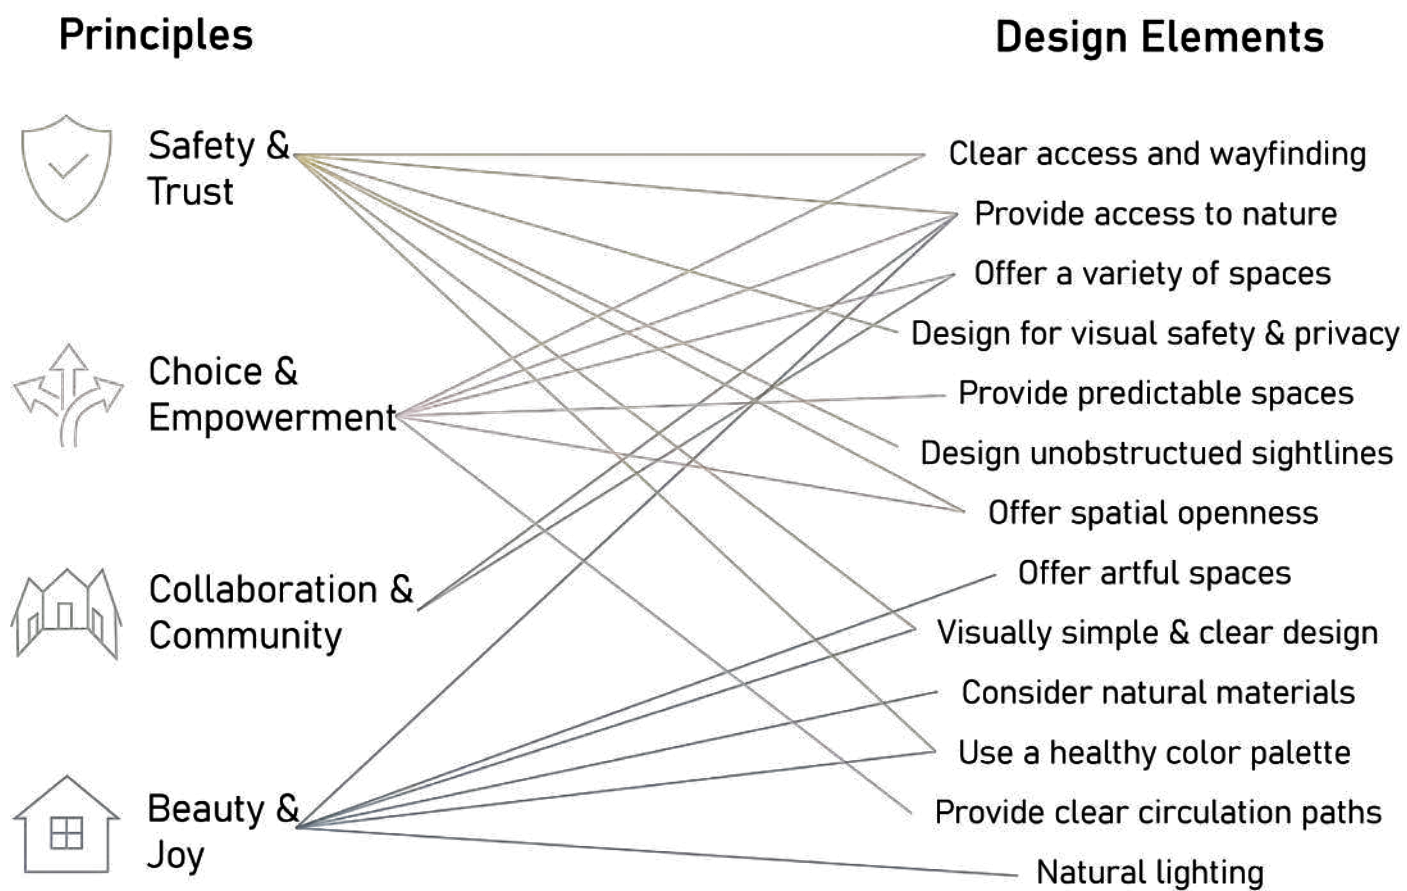 Principles
Design Elements
Safety &
Trust
Choice &
Empowerment
Collaboration &
Community
Beauty &
Joy
Clear access and wayfinding
Provide access to nature
Offer a variety of spaces
Design for visual safety & privacy
Provide predictable spaces
Design unobstructued sightlines
Offer spatial openness
Offer artful spaces
Visually simple & clear design
Consider natural materials
Use a healthy color palette
Provide clear circulation paths
Natural lighting